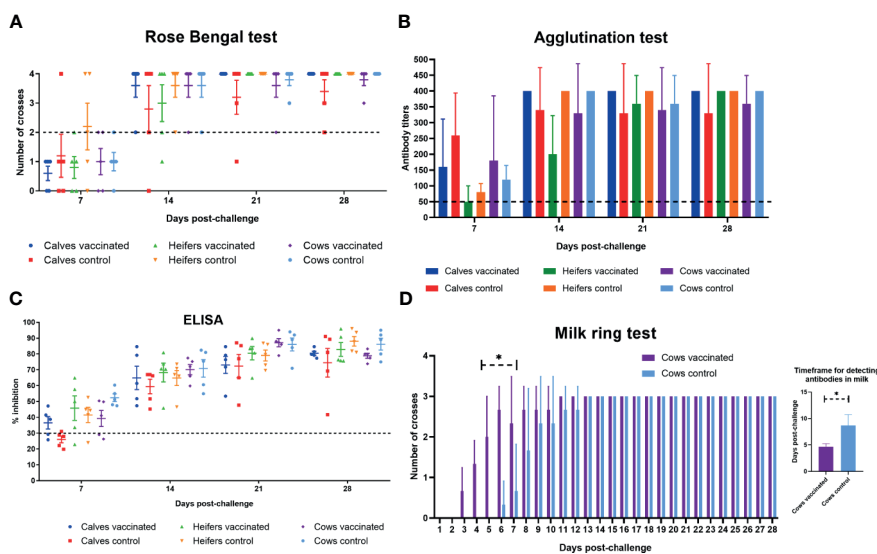 A
Rose Bengal test
Number of crosses
4
3
2
1
0
7
14
21
28
Days post-challenge
Calves vaccinated
Heifers vaccinated
Cows vaccinated
Calves control
Heifers control
Cows control
B
Agglutination test
Antibody titers
500
450
400
350
300
250
200
150
100
50
0
7
14
21
28
Days post-challenge
Calves vaccinated
Heifers vaccinated
Cows vaccinated
Calves control
Heifers control
Cows control
C
ELISA
% inhibition
100
90
80
70
60
50
40
30
20
10
0
7
14
21
28
Days post-challenge
Calves vaccinated
Heifers vaccinated
Cows vaccinated
Calves control
Heifers control
Cows control
D
Milk ring test
*
Cows vaccinated
Cows control
Number of crosses
4
3
2
1
0
1 2 3 4 5 6 7 8 9 10 11 12 13 14 15 16 17 18 19 20 21 22 23 24 25 26 27 28
Days post-challenge
Timeframe for detecting
antibodies in milk
*
Days post-challenge
15
10
5
0
Cows vaccinated
Cows control